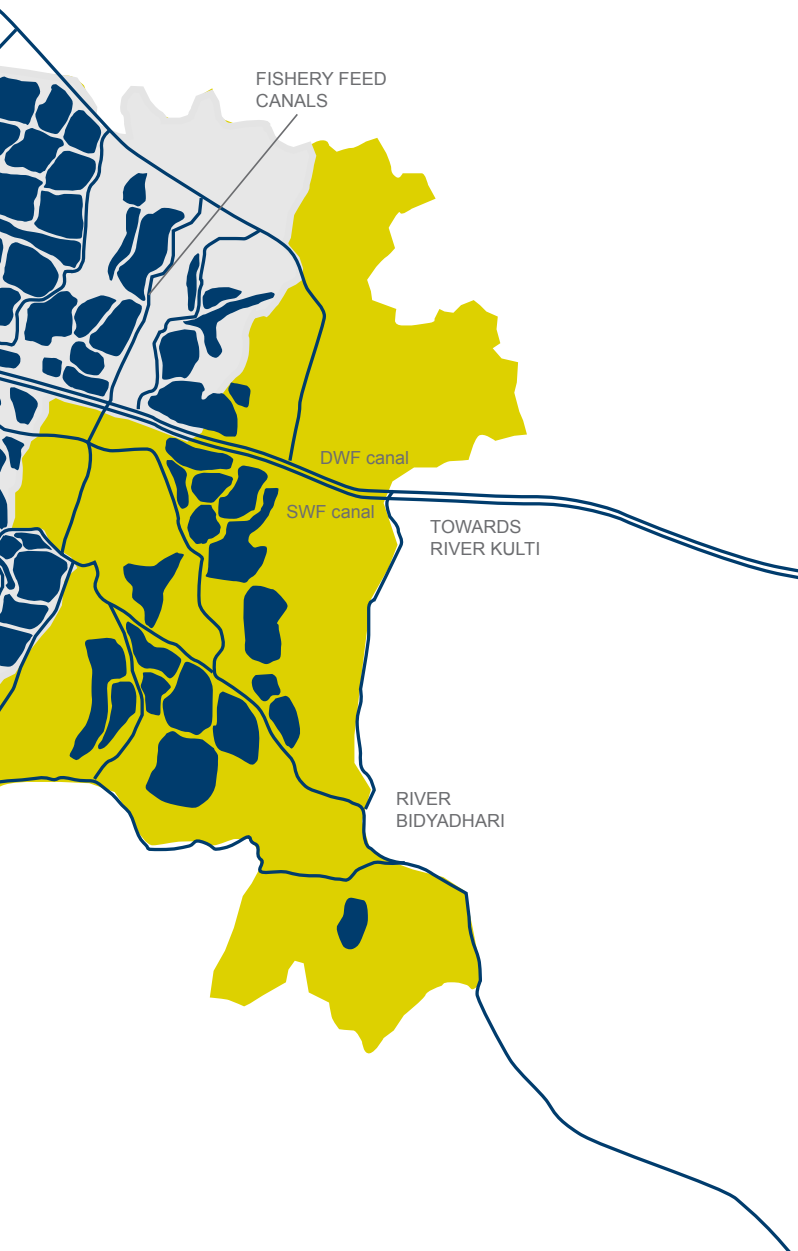 FISHERY FEED
CANALS
DWF canal
SWF canal
TOWARDS
RIVER KULTI
RIVER
BIDYADHARI